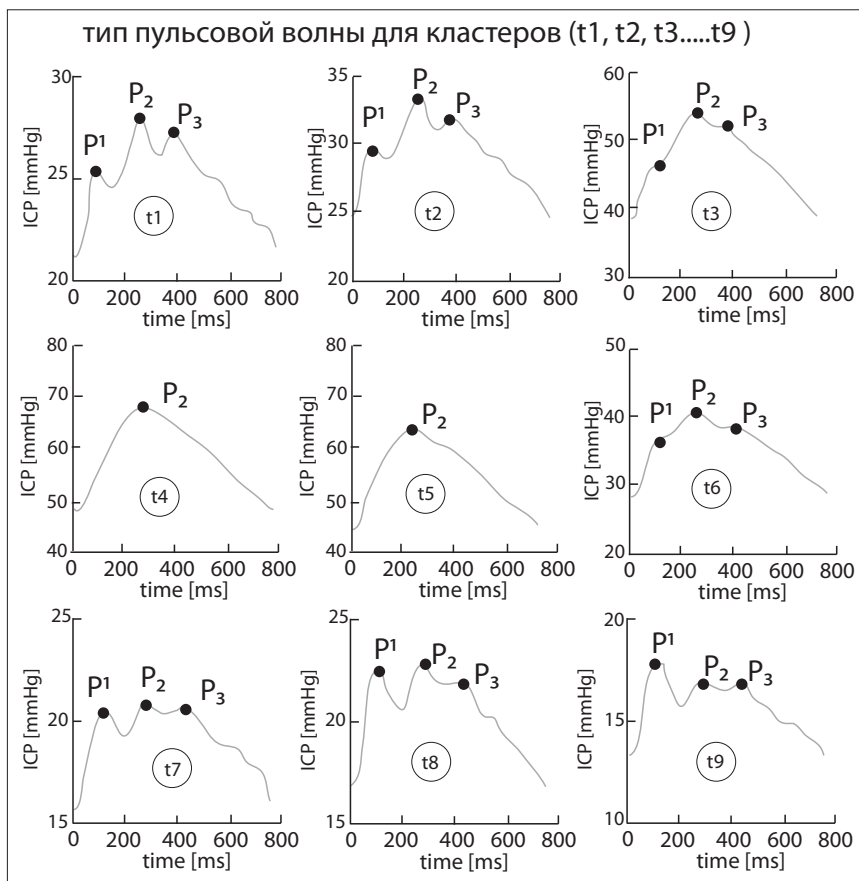 тип пульсовой волны для кластеров (t1, t2, t3.....t9 )
ICP [mmHg]
30
25
20
P¹
P₂
P₃
t1
0 200 400 600 800
time [ms]
ICP [mmHg]
35
30
25
20
P¹
P₂
P₃
t2
0 200 400 600 800
time [ms]
ICP [mmHg]
60
50
40
30
P¹
P₂
P₃
t3
0 200 400 600 800
time [ms]
ICP [mmHg]
80
70
60
50
40
P₂
t4
0 200 400 600 800
time [ms]
ICP [mmHg]
80
70
60
50
40
P₂
t5
0 200 400 600 800
time [ms]
ICP [mmHg]
50
40
30
20
P¹
P₂
P₃
t6
0 200 400 600 800
time [ms]
ICP [mmHg]
25
20
15
P¹
P₂
P₃
t7
0 200 400 600 800
time [ms]
ICP [mmHg]
25
20
15
P¹
P₂
P₃
t8
0 200 400 600 800
time [ms]
ICP [mmHg]
20
17
13
10
P¹
P₂
P₃
t9
0 200 400 600 800
time [ms]